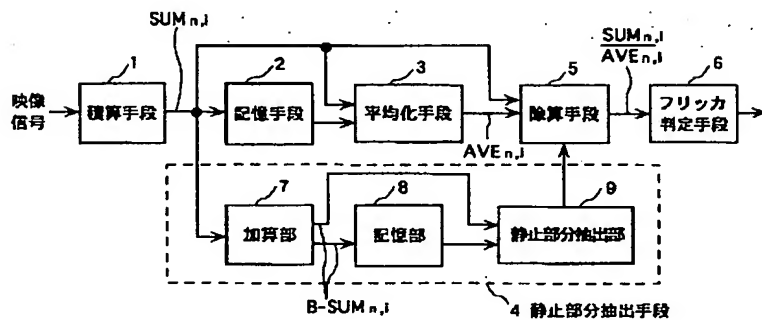 SUMn,i
SUMn,i
AVEn,i
1
2
3
5
6
映像
信号
積算手段
記憶手段
平均化手段
除算手段
フリッカ
判定手段
AVEn,i
7
8
9
加算部
記憶部
静止部分抽出部
B-SUMn,i
4 静止部分抽出手段